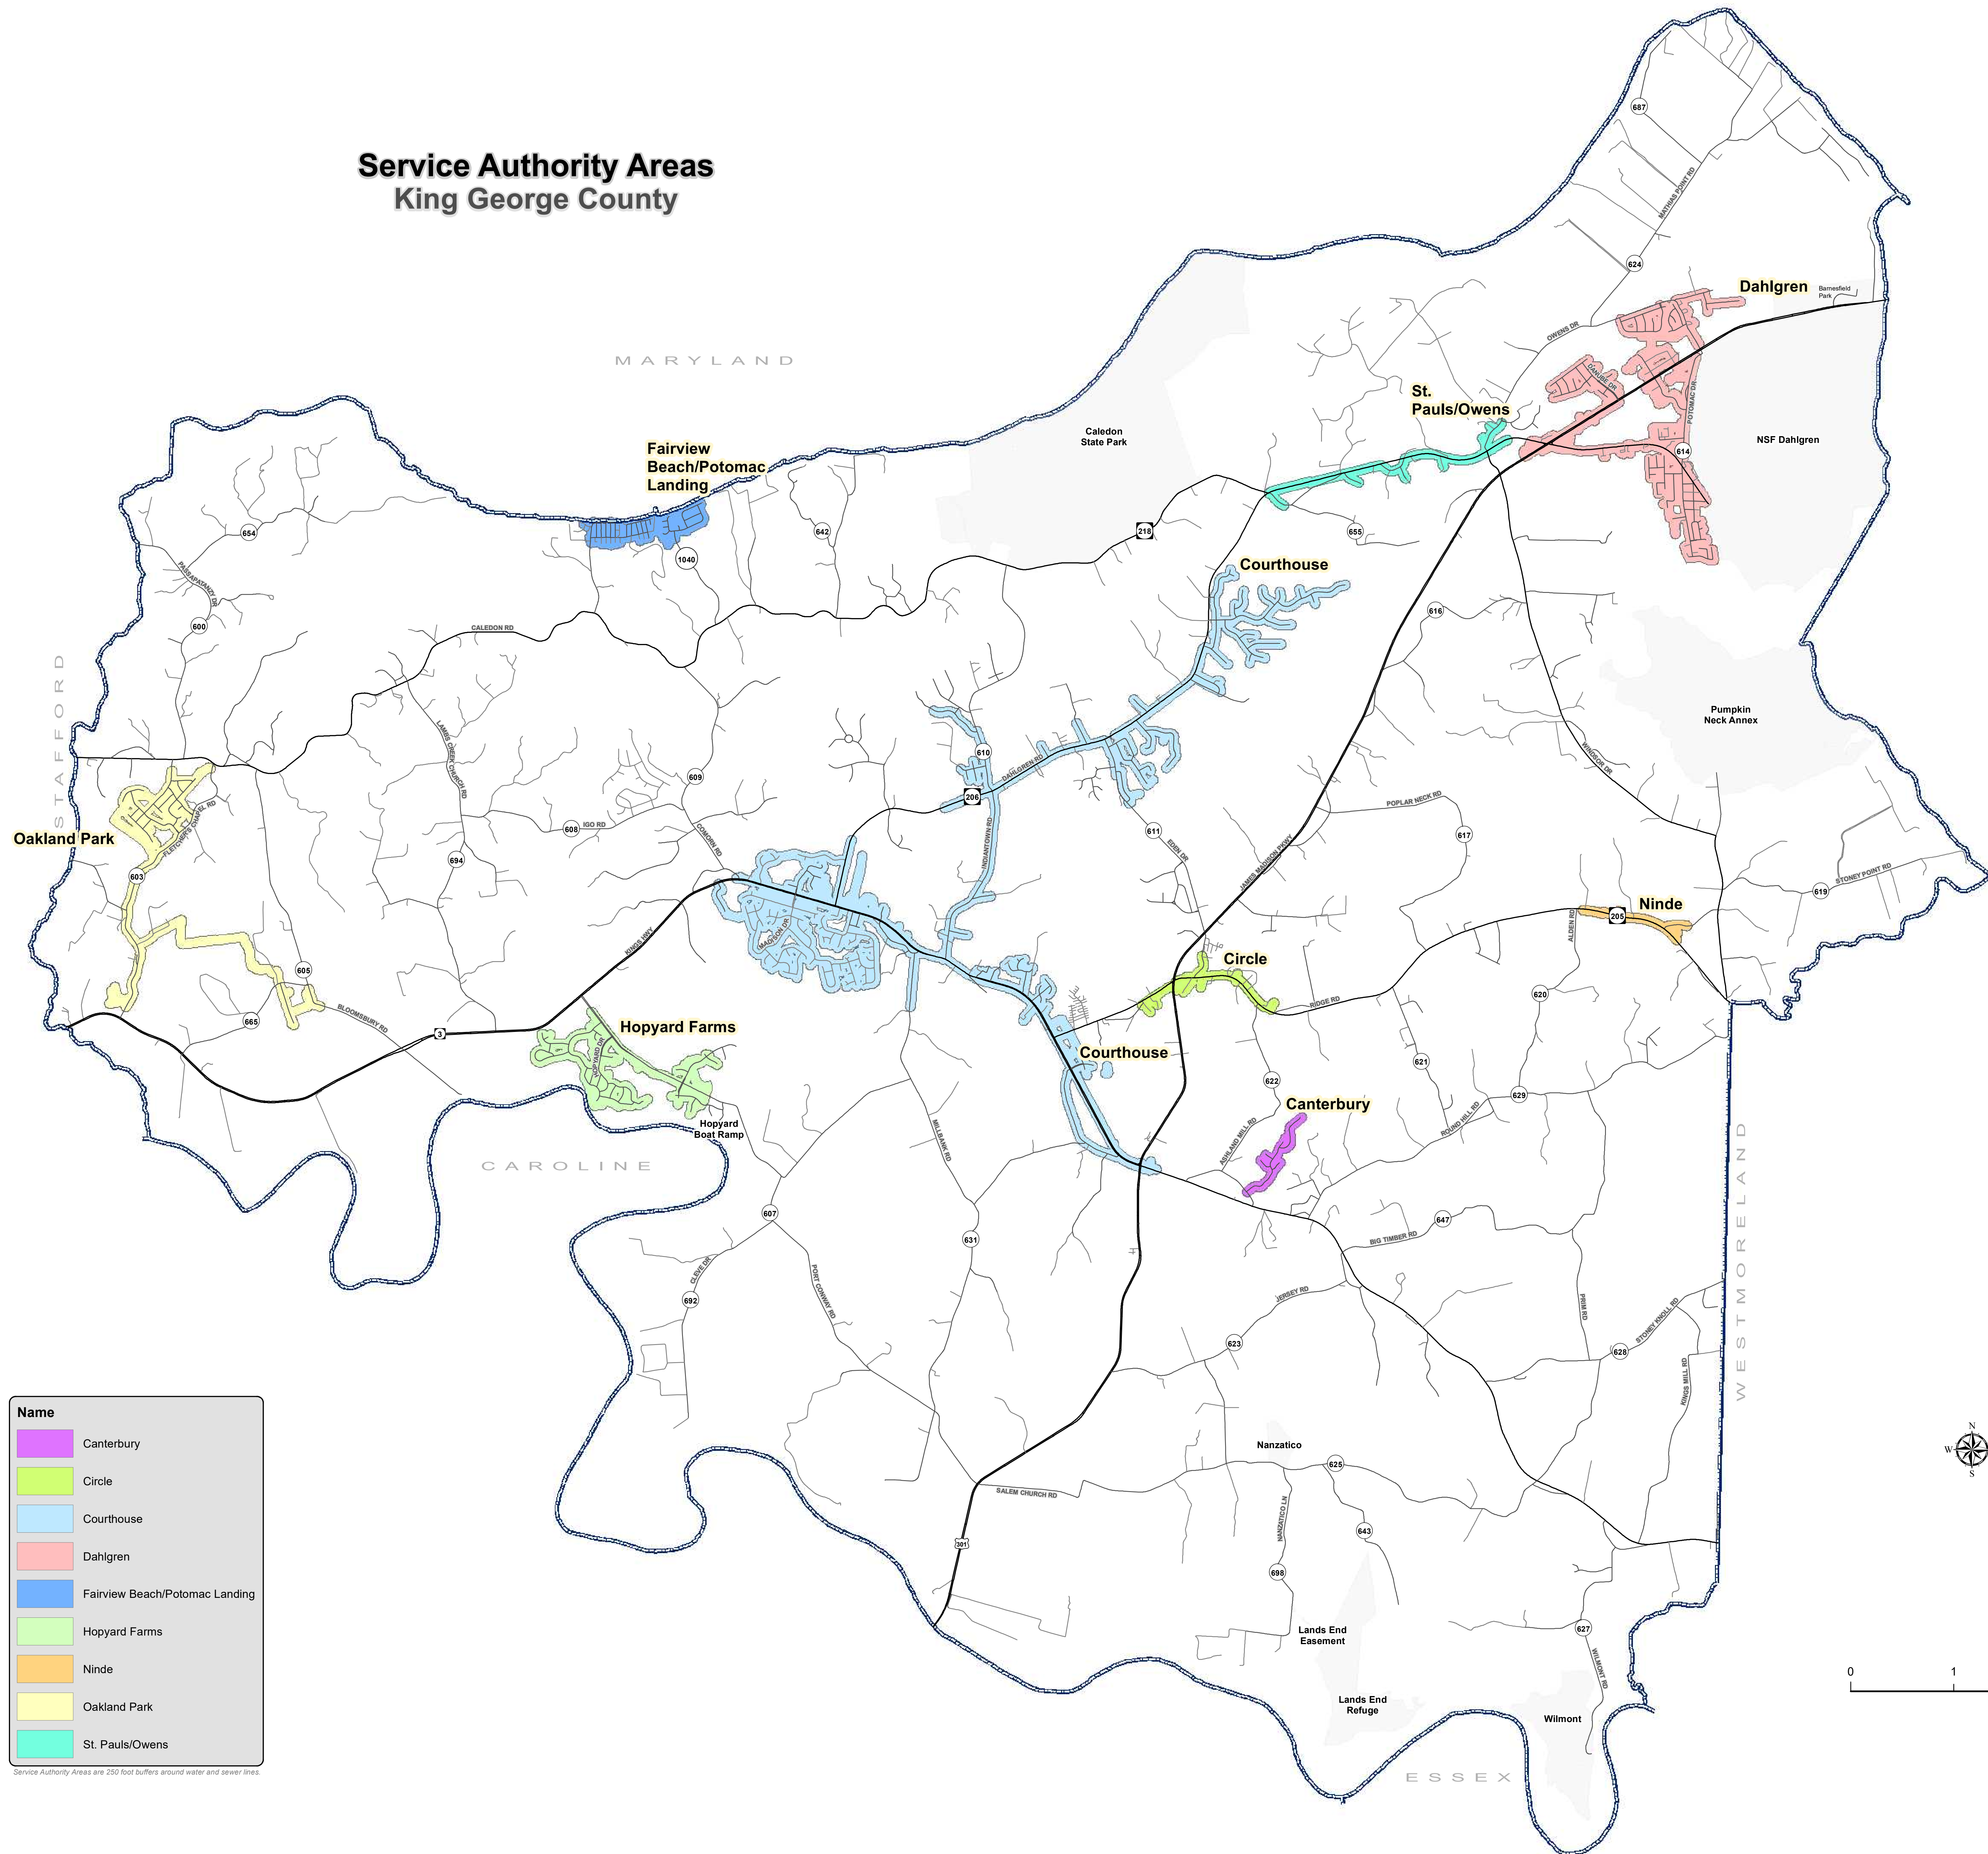 Service Authority Areas
King George County
687
MATHIAS POINT RD
624
Dahlgren
Barnesfield
Park
OWENS DR
MARYLAND
DANUBE DR
POTOMAC DR
St.
Pauls/Owens
Caledon
State Park
NSF Dahlgren
Fairview
Beach/Potomac
Landing
614
654
642
218
655
1040
PASSAPATANZY DR
Courthouse
600
616
CALEDON RD
STAFFORD
Pumpkin
Neck Annex
LAMBS CREEK CHURCH RD
610
WINDSOR DR
DAHLGREN RD
609
206
POPLAR NECK RD
FLETCHER'S CHAPEL RD
Oakland Park
608
IGO RD
COMORN RD
INDIANTOWN RD
611
EDEN DR
617
694
JAMES MADISON PKWY
603
619
STONEY POINT RD
Ninde
205
ALDEN RD
MADISON DR
KINGS HWY
Circle
605
620
RIDGE RD
665
BLOOMSBURY RD
3
Hopyard Farms
HOPYARD DR
Courthouse
621
622
629
Canterbury
ROUND HILL RD
Hopyard
Boat Ramp
MILLBANK RD
ASHLAND MILL RD
CAROLINE
WESTMORELAND
607
647
BIG TIMBER RD
631
CLEVE DR
PORT CONWAY RD
692
JERSEY RD
PRIM RD
STONEY KNOLL RD
623
628
KINGS MILL RD
Name
Canterbury
Circle
Courthouse
Dahlgren
Fairview Beach/Potomac Landing
Hopyard Farms
Ninde
Oakland Park
St. Pauls/Owens
Service Authority Areas are 250 foot buffers around water and sewer lines.
N
W
S
Nanzatico
625
SALEM CHURCH RD
NANZATICO LN
643
301
698
Lands End
Easement
627
WILMONT RD
0
1
Lands End
Refuge
Wilmont
ESSEX